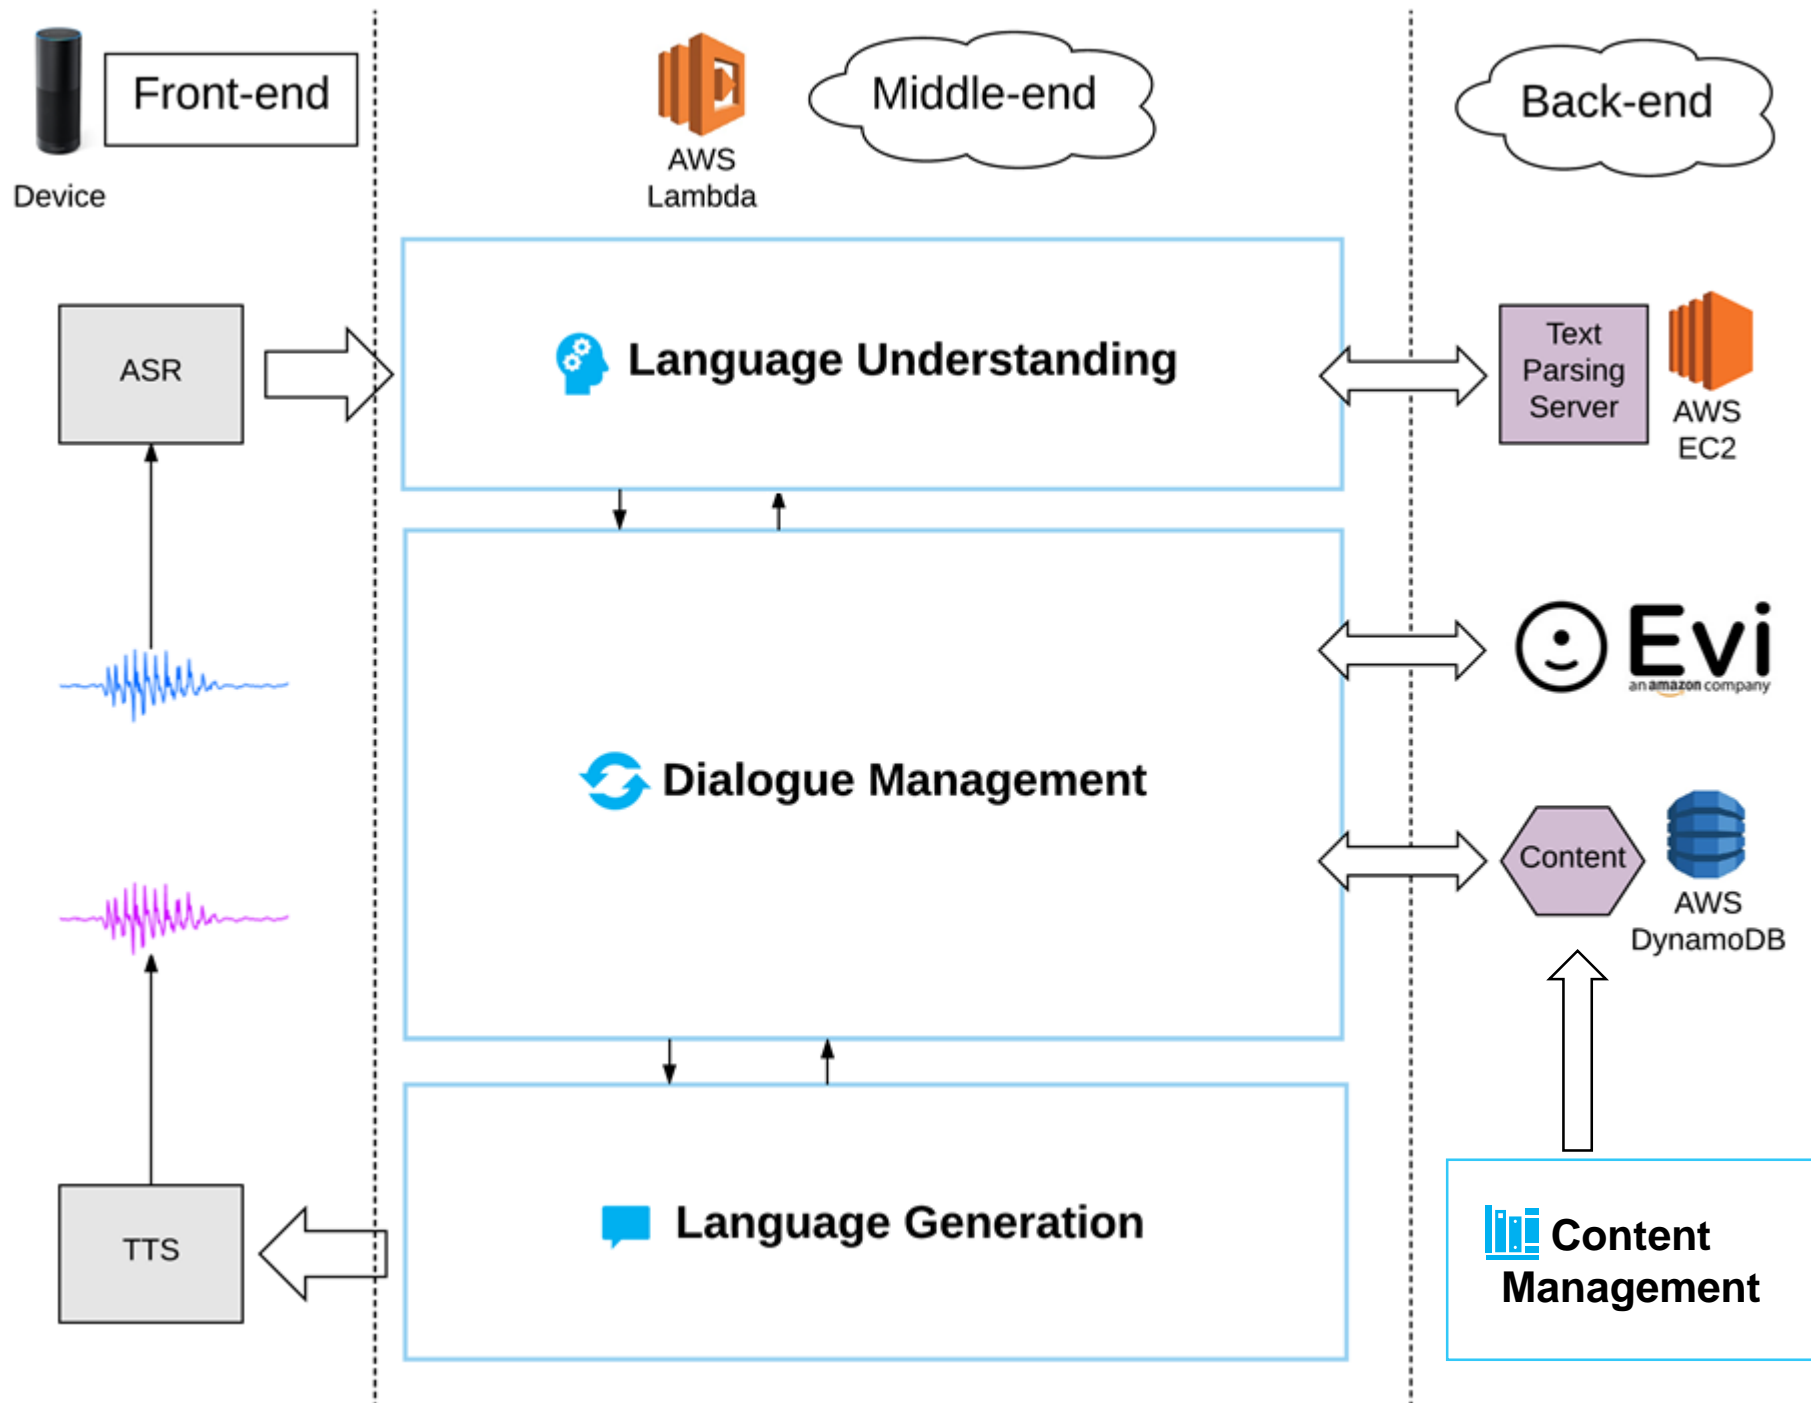 Front-end
Device
AWS
Lambda
Middle-end
Back-end
ASR
Language Understanding
Text
Parsing
Server
AWS
EC2
Evi
an amazon company
Dialogue Management
Content
AWS
DynamoDB
TTS
Language Generation
Content
Management